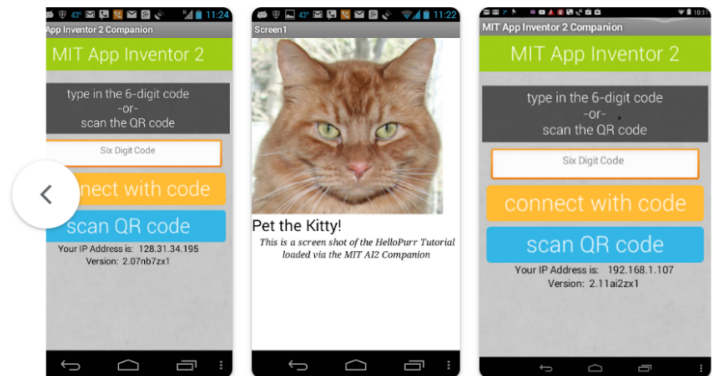 43° 11:24
App Inventor 2 Companion
MIT App Inventor 2
type in the 6-digit code
-or-
scan the QR code
Six Digit Code
nect with code
scan QR code
Your IP Address is: 128.31.34.195
Version: 2.07nb7zx1
43° 11:22
Screen1
Pet the Kitty!
This is a screen shot of the HelloPurr Tutorial
loaded via the MIT AI2 Companion
10:11
MIT App Inventor 2 Companion
MIT App Inventor 2
type in the 6-digit code
-or-
scan the QR code
Six Digit Code
connect with code
scan QR code
Your IP Address is: 192.168.1.107
Version: 2.11ai2zx1